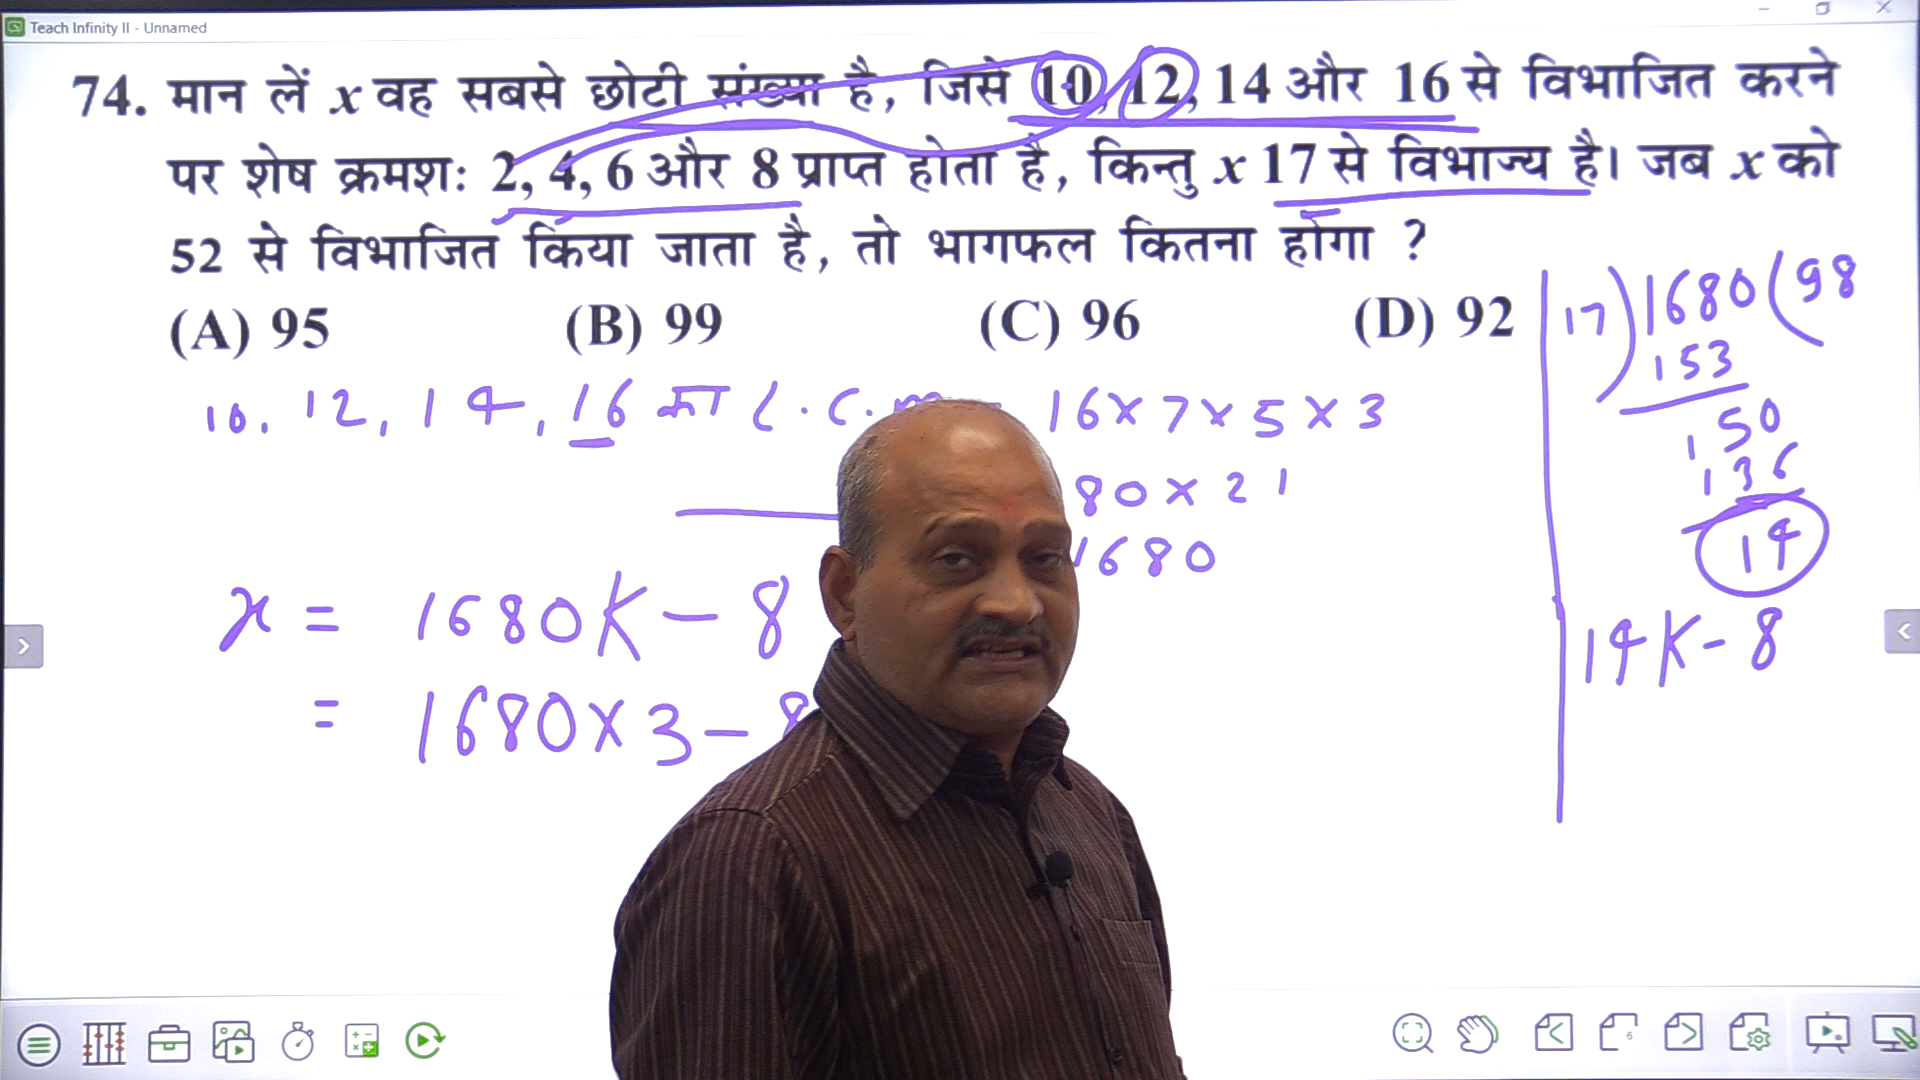 Teach Infinity II - Unnamed
74. मान लें x वह सबसे छोटी संख्या है, जिसे 10, 12, 14 और 16 से विभाजित करने
पर शेष क्रमशः 2, 4, 6 और 8 प्राप्त होता है, किन्तु x 17 से विभाज्य है। जब x को
52 से विभाजित किया जाता है, तो भागफल कितना होगा ?
(A) 95 (B) 99 (C) 96 (D) 92
10, 12, 14, 16 का L.C.M 16×7×5×3
80×21
1680
x = 1680K-8
= 1680×3-8
17)1680(98
153
150
136
14
14K-8
6